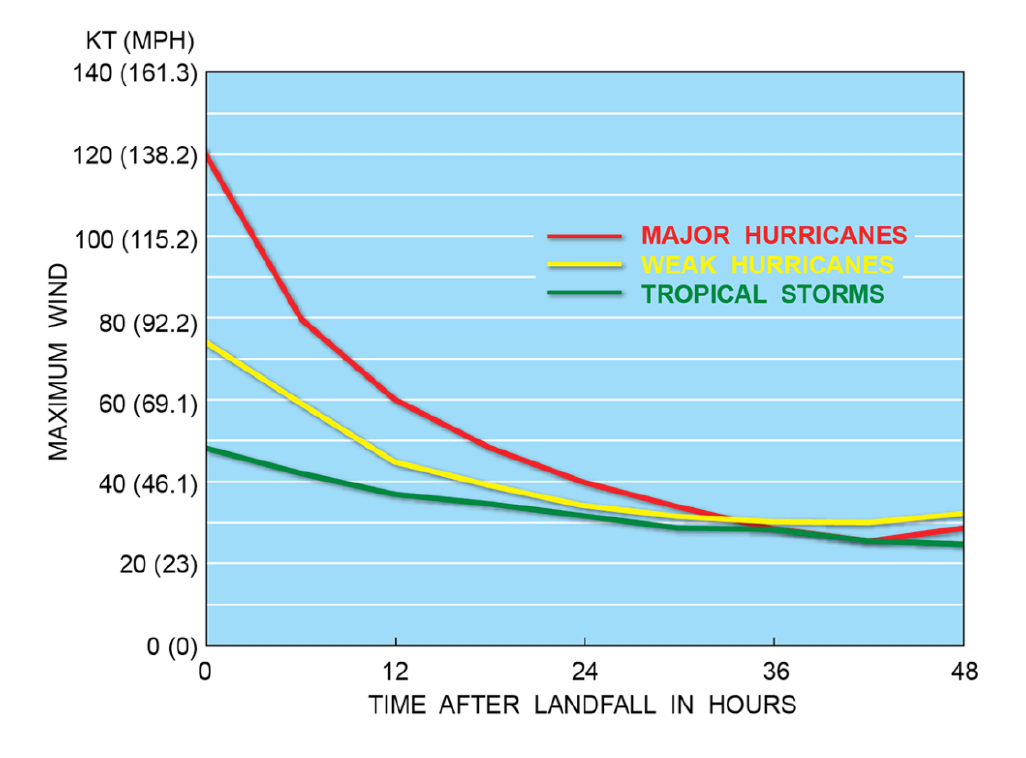 KT (MPH)
140 (161.3)
120 (138.2)
100 (115.2)
80 (92.2)
60 (69.1)
40 (46.1)
20 (23)
0 (0)
MAXIMUM WIND
MAJOR HURRICANES
WEAK HURRICANES
TROPICAL STORMS
0 12 24 36 48
TIME AFTER LANDFALL IN HOURS